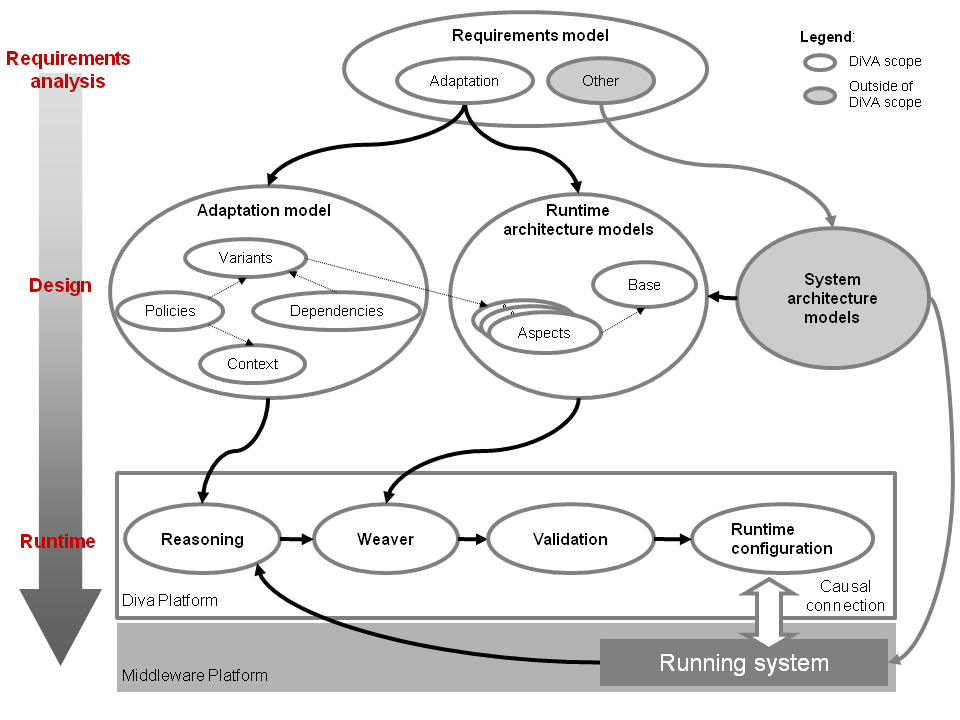 Requirements model
Adaptation
Other
Legend:
DiVA scope
Outside of
DiVA scope
Requirements
analysis
Adaptation model
Variants
Policies
Dependencies
Context
Runtime
architecture models
Base
Aspects
System
architecture
models
Design
Runtime
Reasoning
Weaver
Validation
Runtime
configuration
Diva Platform
Causal
connection
Middleware Platform
Running system